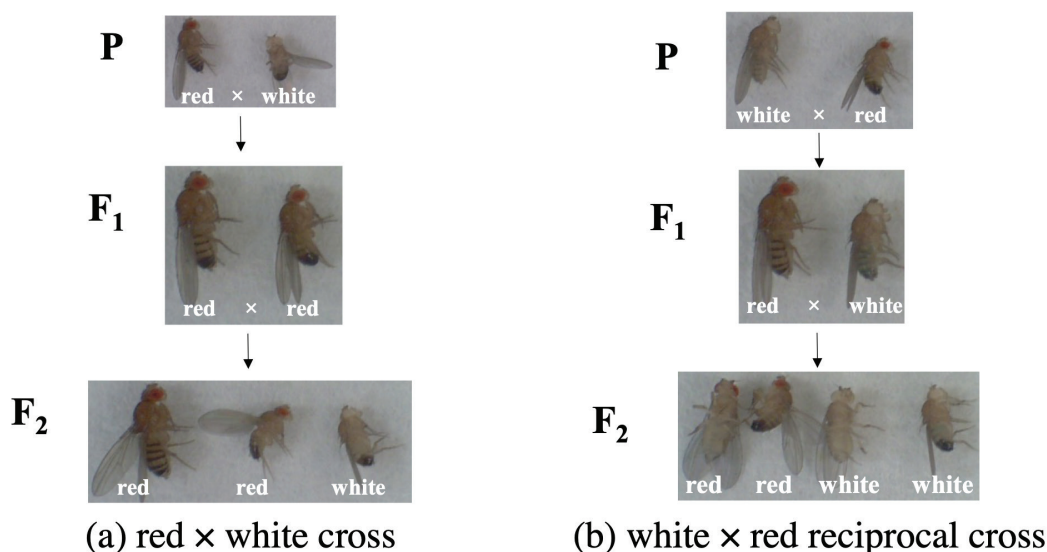 P
red × white
F₁
red × red
F₂
red red white
(a) red × white cross
P
white × red
F₁
red × white
F₂
red red white white
(b) white × red reciprocal cross